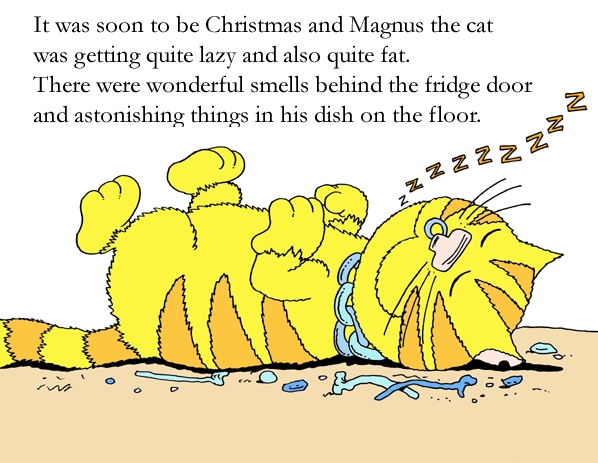 It was soon to be Christmas and Magnus the cat
was getting quite lazy and also quite fat.
There were wonderful smells behind the fridge door
and astonishing things in his dish on the floor.
z z z z z z z z z z